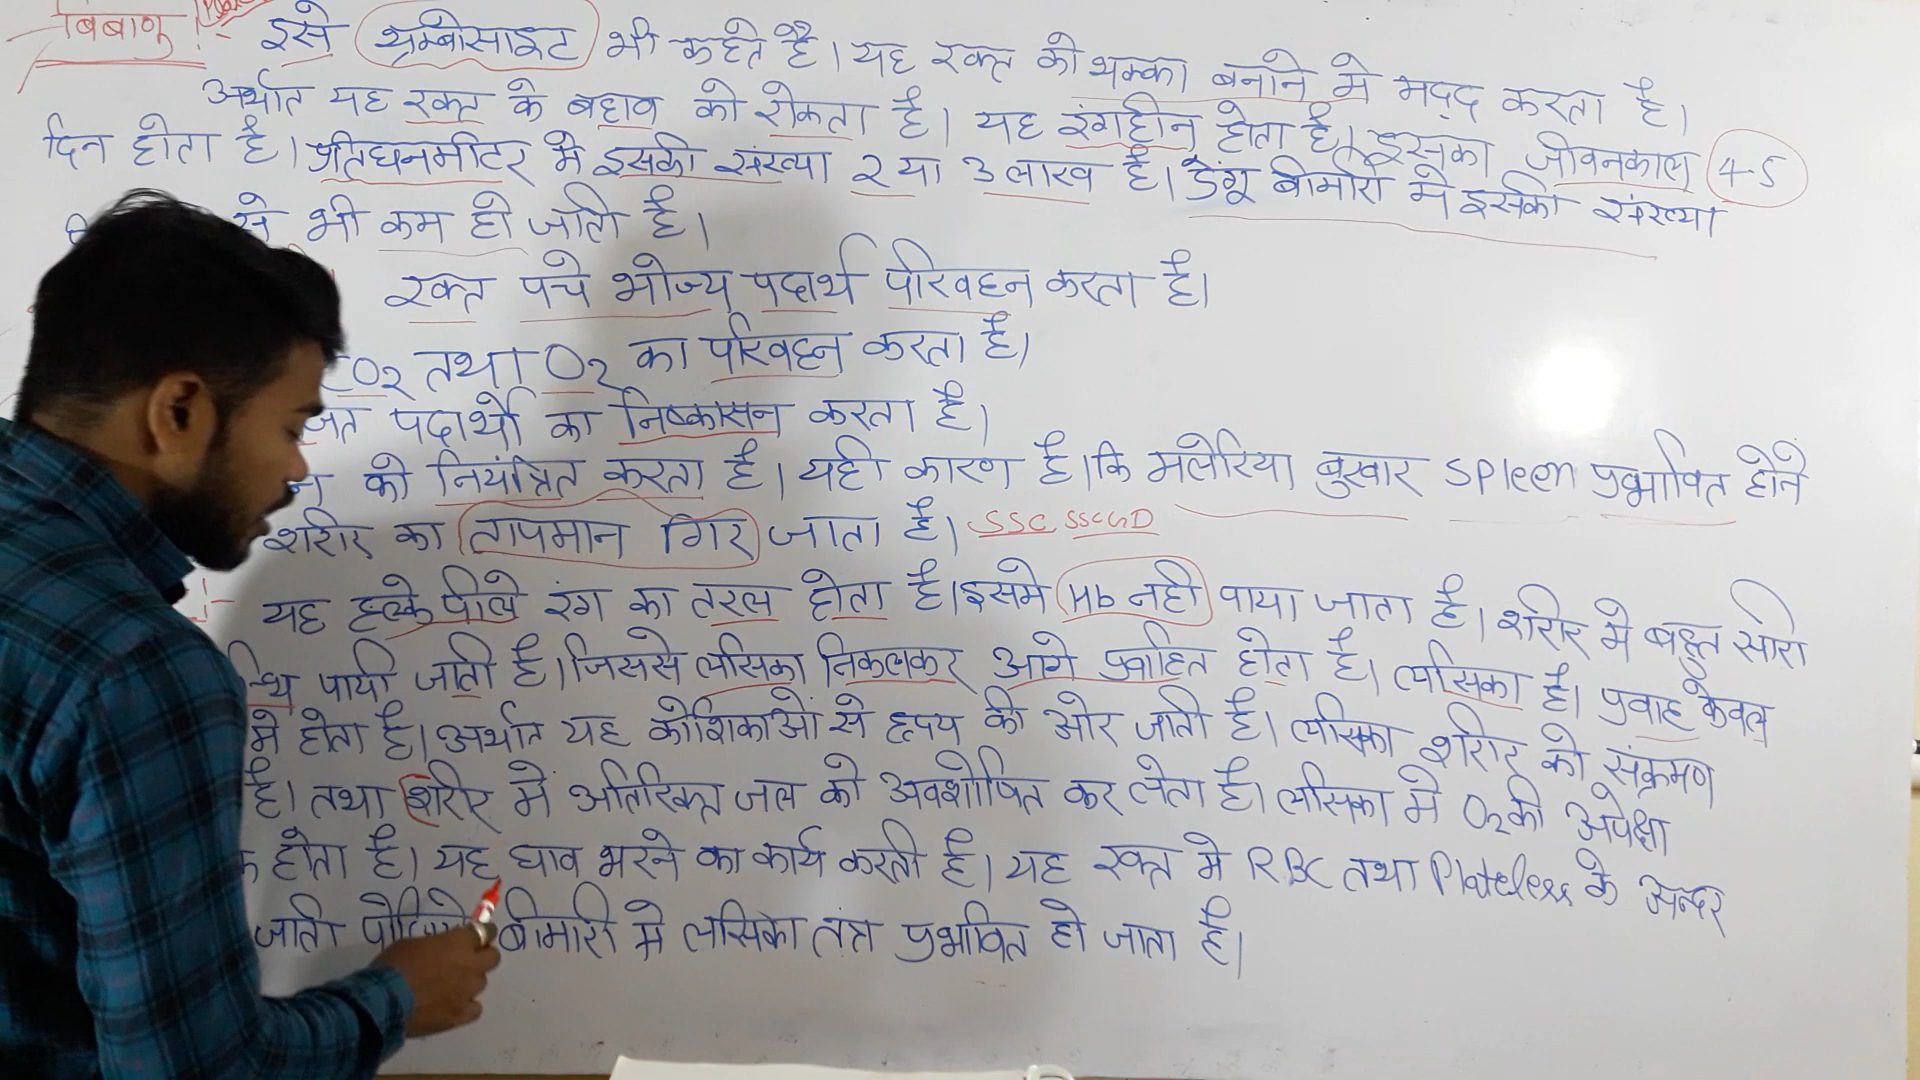 बिबाणु :- इसे थ्रम्बोसाइट भी कहते है। यह रक्त को थक्का बनाने मे मदद करता है।
अर्थात यह रक्त के बहाव को रोकता है। यह रंगहीन होता है। इसका जीवनकाल 4-5
दिन होता है। प्रतिघनमीटर मे इसकी संख्या 2 या 3 लाख है। डेंगू बीमारी मे इसकी संख्या
से भी कम हो जाती है।
रक्त पचे भोज्य पदार्थ परिवहन करता है।
CO2 तथा O2 का परिवहन करता है।
पदार्थो का निष्कासन करता है।
को नियंत्रित करता है। यही कारण है। कि मलेरिया बुखार spleen प्रभावित होने
शरीर का तापमान गिर जाता है। SSC SSC GD
यह हल्के पीले रंग का तरल होता है। इसमे Hb नही पाया जाता है। शरीर मे बहुत सारी
पायी जाती है। जिससे लसिका निकलकर आगे प्रवाहित होता है। लसिका है। प्रवाह केवल
मे होता है। अर्थात यह कोशिकाओं से हृदय की ओर जाती है। लसिका शरीर को संक्रमण
है। तथा शरीर में अतिरिक्त जल को अवशोषित कर लेता है। लसिका मे O2 की अपेक्षा
होता है। यह घाव भरने का कार्य करती है। यह रक्त मे RBC तथा Plateless के अन्दर
जाती बीमारी मे लसिका तंत्र प्रभावित हो जाता है।